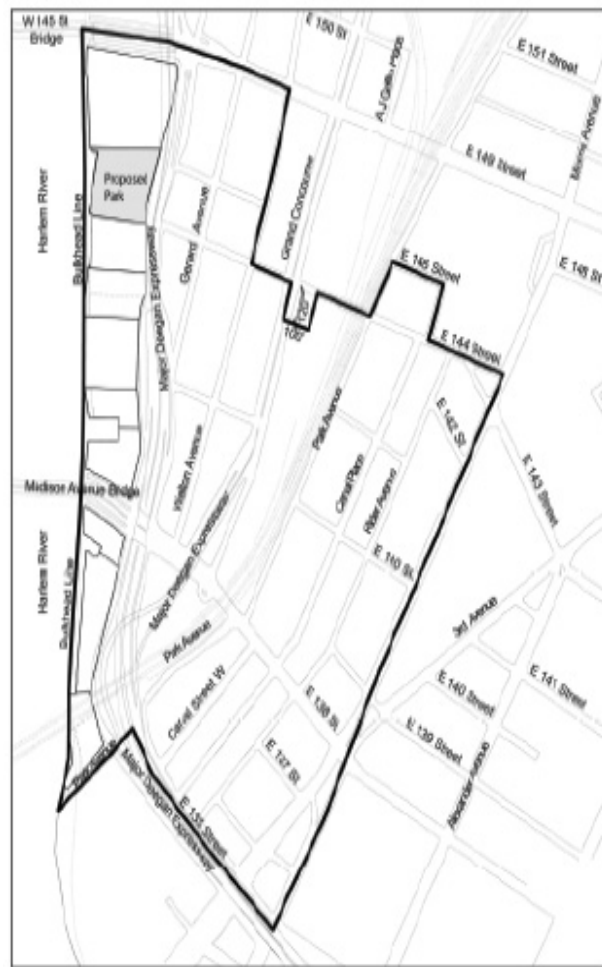 W 145 St
Bridge
E 150 St
A J Griffin Place
E 151 Street
Morris Avenue
E 149 Street
Harlem River
Bulkhead Line
Proposed
Park
Gerard Avenue
Grand Concourse
Major Deegan Expressway
E 146 Street
E 148 St
120'
100'
E 144 Street
E 142 St
E 143 Street
Park Avenue
Canal Place
Rider Avenue
Walton Avenue
Madison Avenue Bridge
Major Deegan Expressway
E 140 St.
Harlem River
Bulkhead Line
3rd Avenue
Park Avenue
Canal Street W
E 138 St.
E 140 Street
E 141 Street
E 139 Street
E 137 St.
Alexander Avenue
Major Deegan Expressway
E 135 Street